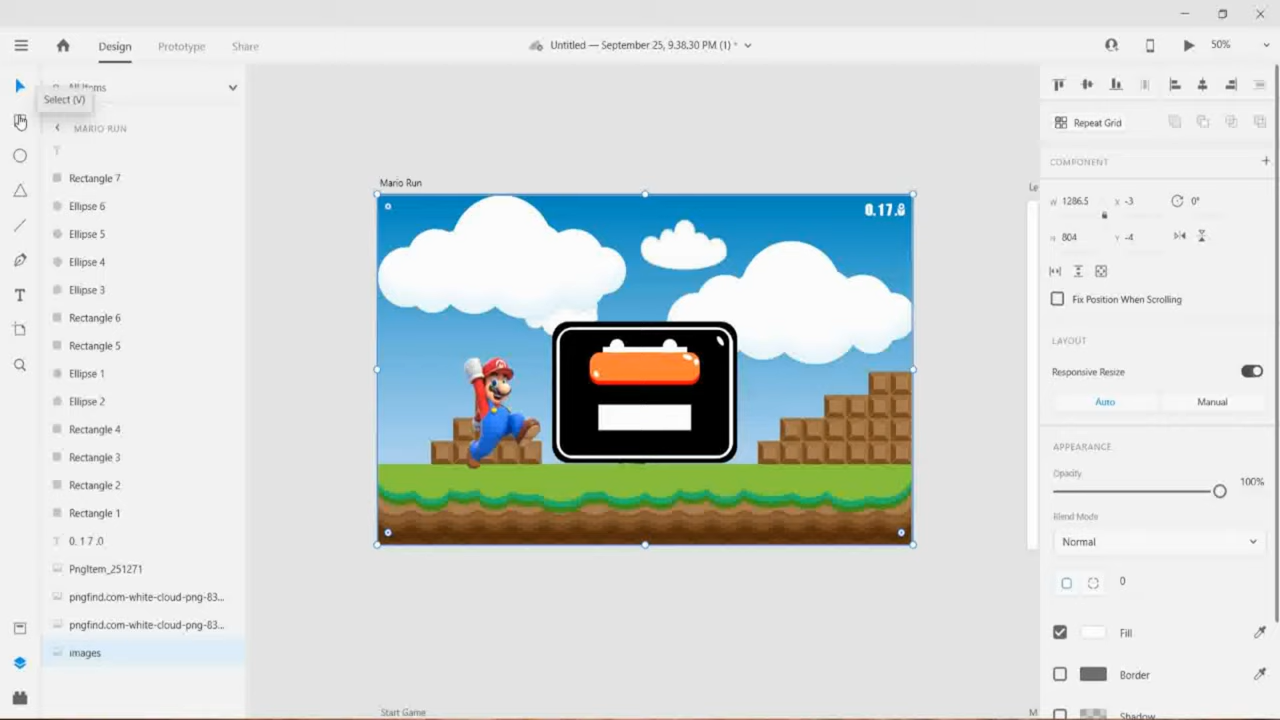 Design
Prototype
Share
Untitled — September 25, 9.38.30 PM (1) *
50%
All Items
Select (V)
MARIO RUN
T
Rectangle 7
Ellipse 6
Ellipse 5
Ellipse 4
Ellipse 3
Rectangle 6
Rectangle 5
Ellipse 1
Ellipse 2
Rectangle 4
Rectangle 3
Rectangle 2
Rectangle 1
T 0. 1 7 .0
PngItem_251271
pngfind.com-white-cloud-png-83...
pngfind.com-white-cloud-png-83...
images
Mario Run
Start Game
Repeat Grid
COMPONENT
W 1286.5 X -3 0°
H 804 Y -4
Fix Position When Scrolling
LAYOUT
Responsive Resize
Auto Manual
APPEARANCE
Opacity
100%
Blend Mode
Normal
0
Fill
Border
Shadow